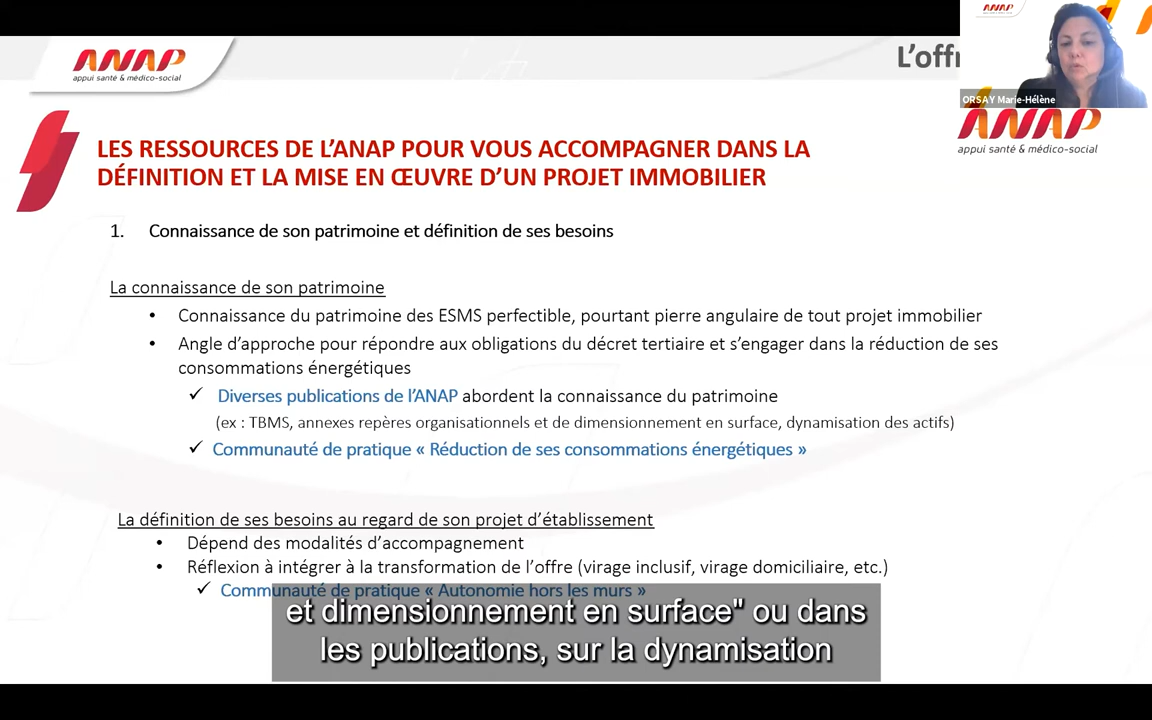 ANAP
appui santé & médico-social
L'offr
ANAP
ORSAY Marie-Hélène
ANAP
appui santé & médico-social
LES RESSOURCES DE L'ANAP POUR VOUS ACCOMPAGNER DANS LA
DÉFINITION ET LA MISE EN ŒUVRE D'UN PROJET IMMOBILIER
1. Connaissance de son patrimoine et définition de ses besoins
La connaissance de son patrimoine
• Connaissance du patrimoine des ESMS perfectible, pourtant pierre angulaire de tout projet immobilier
• Angle d'approche pour répondre aux obligations du décret tertiaire et s'engager dans la réduction de ses
consommations énergétiques
✓ Diverses publications de l'ANAP abordent la connaissance du patrimoine
(ex : TBMS, annexes repères organisationnels et de dimensionnement en surface, dynamisation des actifs)
✓ Communauté de pratique « Réduction de ses consommations énergétiques »
La définition de ses besoins au regard de son projet d'établissement
• Dépend des modalités d'accompagnement
• Réflexion à intégrer à la transformation de l'offre (virage inclusif, virage domiciliaire, etc.)
✓ Communauté de pratique « Autonomie hors les murs »
et dimensionnement en surface" ou dans
les publications, sur la dynamisation